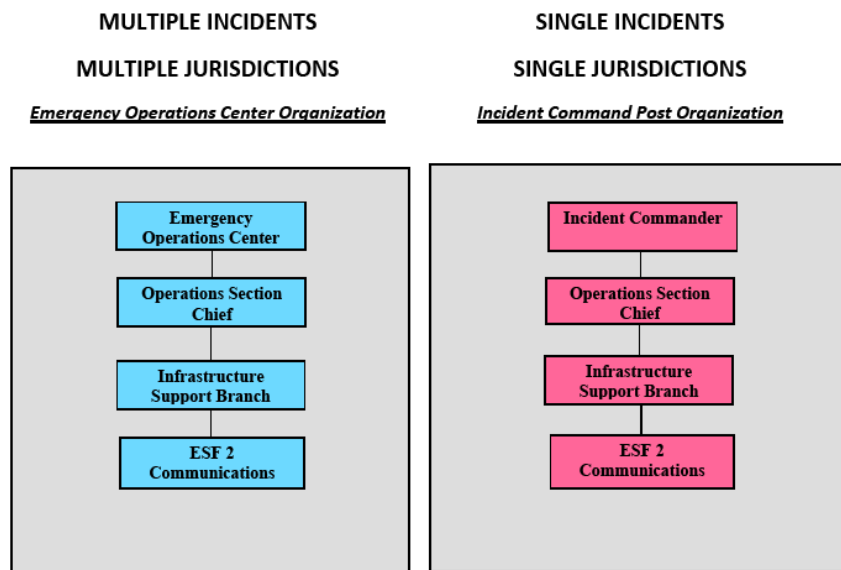 MULTIPLE INCIDENTS
MULTIPLE JURISDICTIONS
Emergency Operations Center Organization
Emergency
Operations Center
Operations Section
Chief
Infrastructure
Support Branch
ESF 2
Communications
SINGLE INCIDENTS
SINGLE JURISDICTIONS
Incident Command Post Organization
Incident Commander
Operations Section
Chief
Infrastructure
Support Branch
ESF 2
Communications